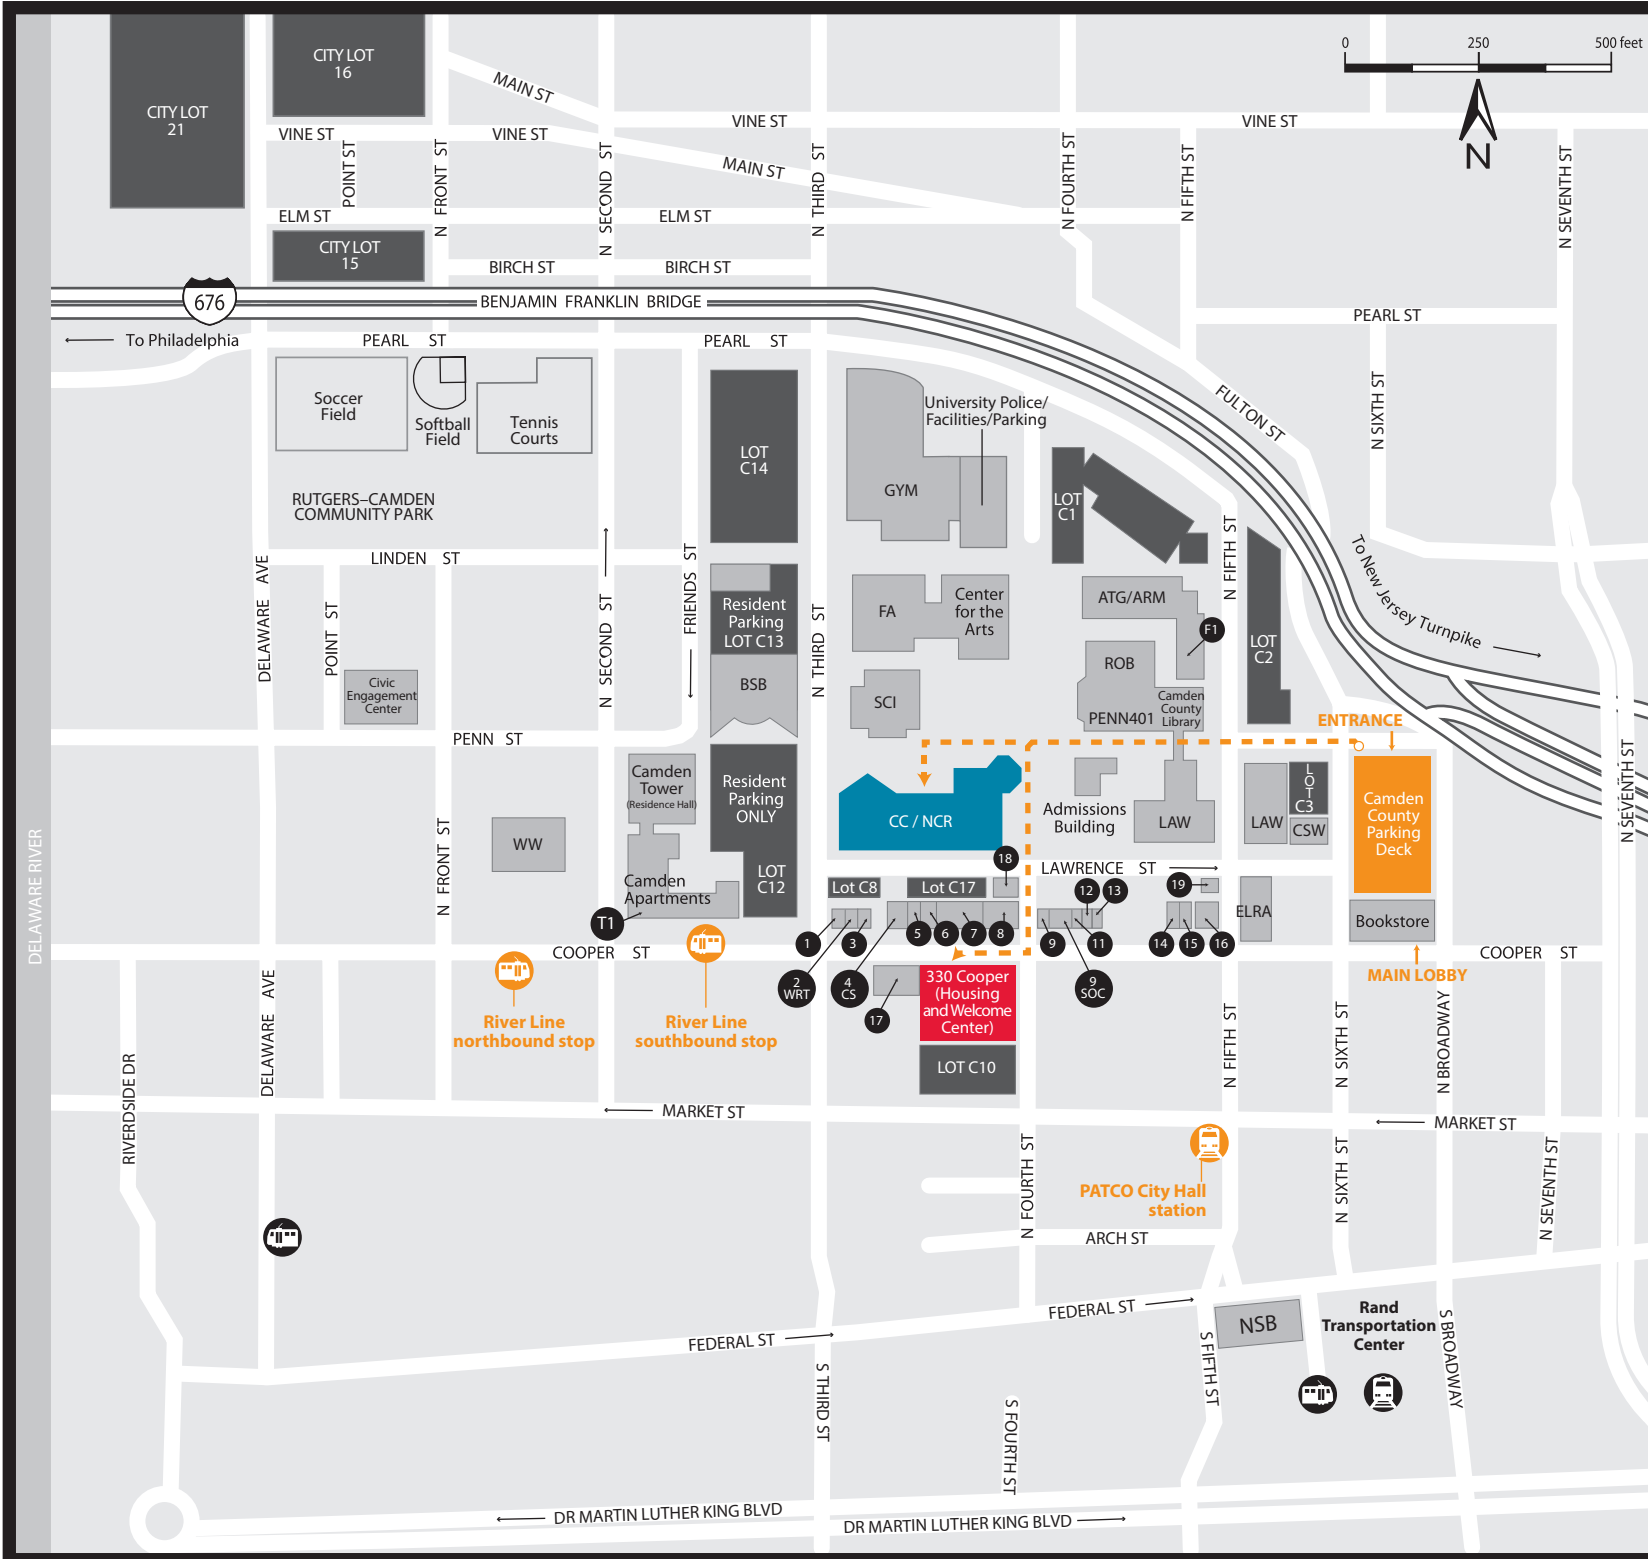 0 250 500 feet
N
CITY LOT
21
CITY LOT
16
MAIN ST
VINE ST
VINE ST
VINE ST
VINE ST
MAIN ST
POINT ST
N FRONT ST
N SECOND ST
N THIRD ST
N FOURTH ST
N FIFTH ST
N SEVENTH ST
ELM ST
ELM ST
CITY LOT
15
BIRCH ST
BIRCH ST
676
BENJAMIN FRANKLIN BRIDGE
To Philadelphia
PEARL ST
PEARL ST
PEARL ST
Soccer
Field
Softball
Field
Tennis
Courts
RUTGERS–CAMDEN
COMMUNITY PARK
LOT
C14
University Police/
Facilities/Parking
GYM
LOT
C1
FULTON ST
N SIXTH ST
N FIFTH ST
To New Jersey Turnpike
LINDEN ST
DELAWARE AVE
POINT ST
N SECOND ST
FRIENDS ST
N THIRD ST
Resident
Parking
LOT C13
BSB
FA
Center
for the
Arts
SCI
ATG/ARM
F1
ROB
PENN401
Camden
County
Library
LOT
C2
Civic
Engagement
Center
PENN ST
ENTRANCE
Camden
Tower
(Residence Hall)
Resident
Parking
ONLY
LOT
C12
CC / NCR
Admissions
Building
LAW
LAW
LOT
C3
CSW
Camden
County
Parking
Deck
N SEVENTH ST
DELAWARE RIVER
WW
N FRONT ST
Camden
Apartments
T1
LAWRENCE ST
Lot C8
Lot C17
18
12
13
19
ELRA
Bookstore
1
3
5
6
7
8
9
11
14
15
16
COOPER ST
COOPER ST
MAIN LOBBY
2
WRT
4
CS
17
9
SOC
330 Cooper
(Housing
and Welcome
Center)
LOT C10
River Line
northbound stop
River Line
southbound stop
RIVERDSIDE DR
DELAWARE AVE
N FIFTH ST
N SIXTH ST
N BROADWAY
MARKET ST
MARKET ST
N FOURTH ST
PATCO City Hall
station
N SIXTH ST
N SEVENTH ST
ARCH ST
FEDERAL ST
FEDERAL ST
NSB
Rand
Transportation
Center
S THIRD ST
S FOURTH ST
S FIFTH ST
S BROADWAY
DR MARTIN LUTHER KING BLVD
DR MARTIN LUTHER KING BLVD